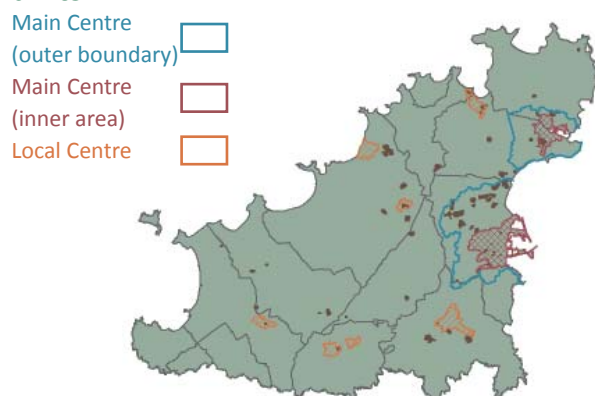 Main Centre
(outer boundary)
Main Centre
(inner area)
Local Centre